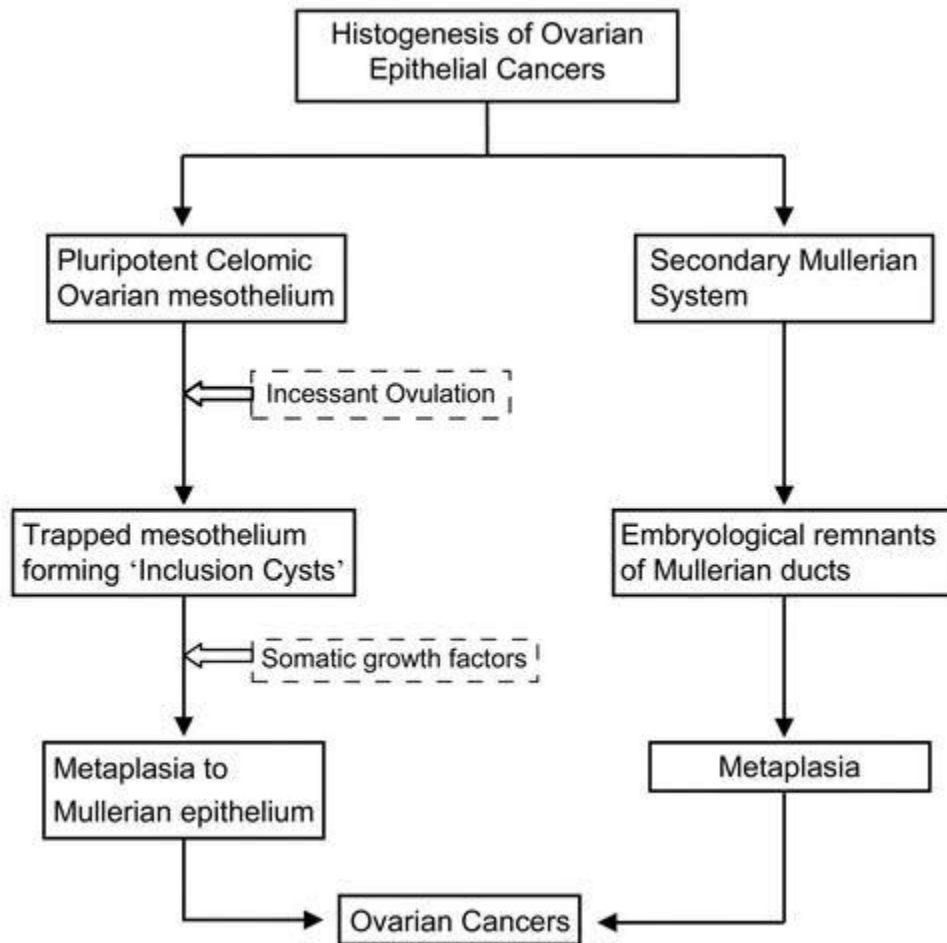 Histogenesis of Ovarian
Epithelial Cancers
Pluripotent Celomic
Ovarian mesothelium
Secondary Mullerian
System
Incessant Ovulation
Trapped mesothelium
forming ‘Inclusion Cysts’
Embryological remnants
of Mullerian ducts
Somatic growth factors
Metaplasia to
Mullerian epithelium
Metaplasia
Ovarian Cancers